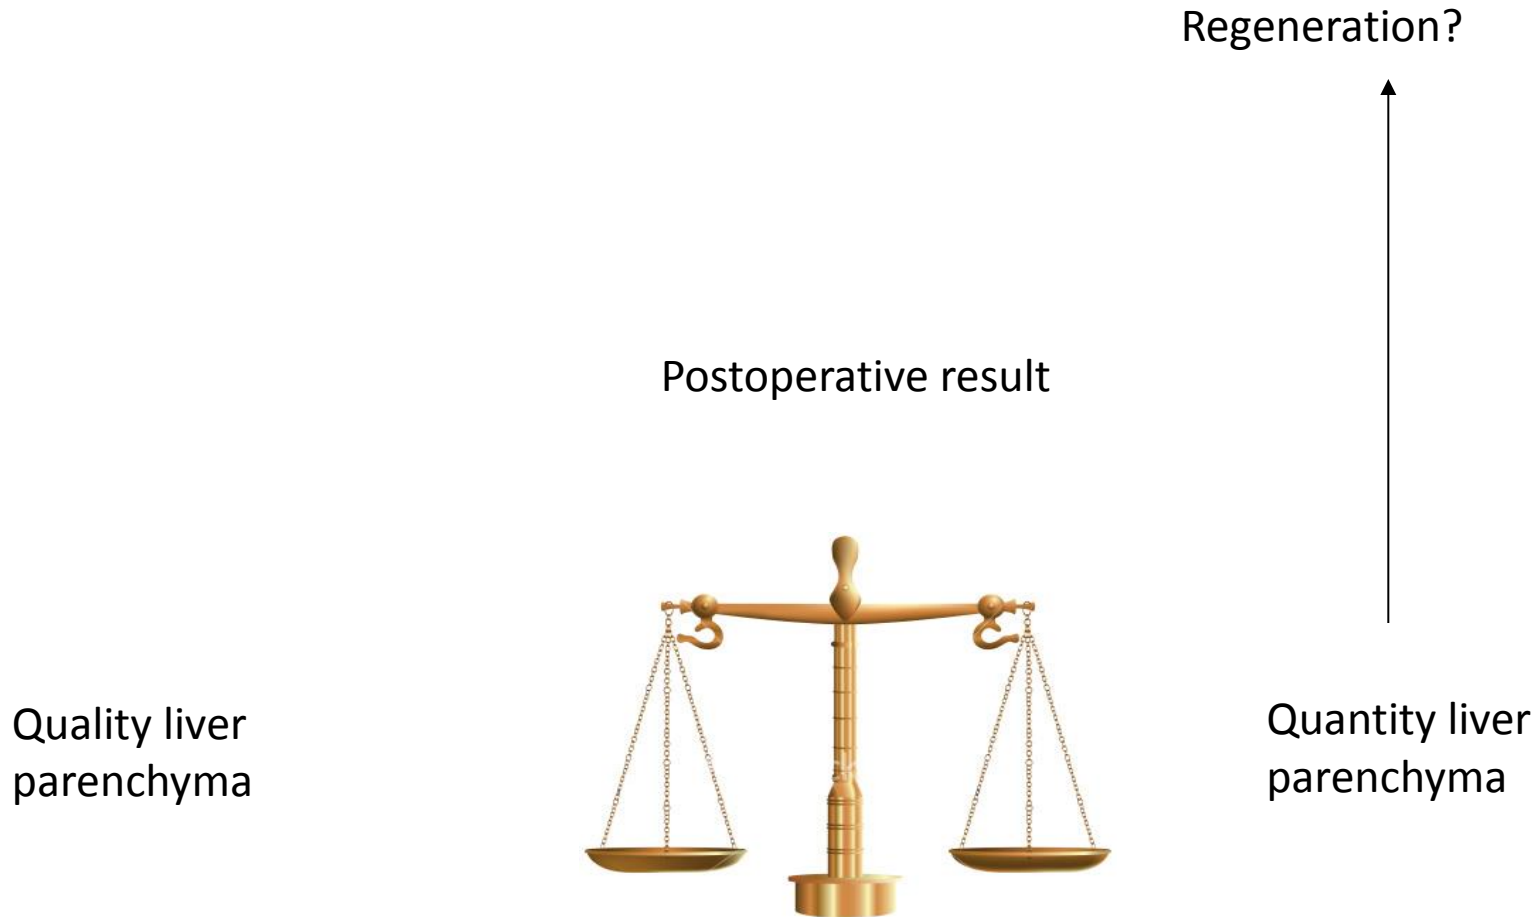 Regeneration?
Postoperative result
Quality liver
parenchyma
Quantity liver
parenchyma